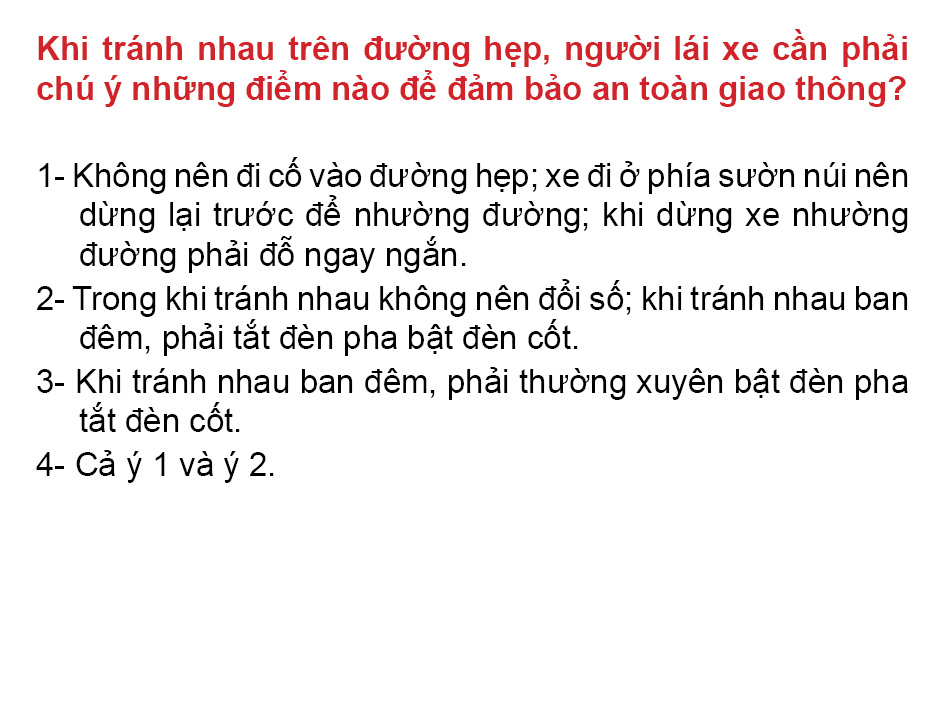 Khi tránh nhau trên đường hẹp, người lái xe cần phải
chú ý những điểm nào để đảm bảo an toàn giao thông?
1- Không nên đi cố vào đường hẹp; xe đi ở phía sườn núi nên
dừng lại trước để nhường đường; khi dừng xe nhường
đường phải đỗ ngay ngắn.
2- Trong khi tránh nhau không nên đổi số; khi tránh nhau ban
đêm, phải tắt đèn pha bật đèn cốt.
3- Khi tránh nhau ban đêm, phải thường xuyên bật đèn pha
tắt đèn cốt.
4- Cả ý 1 và ý 2.